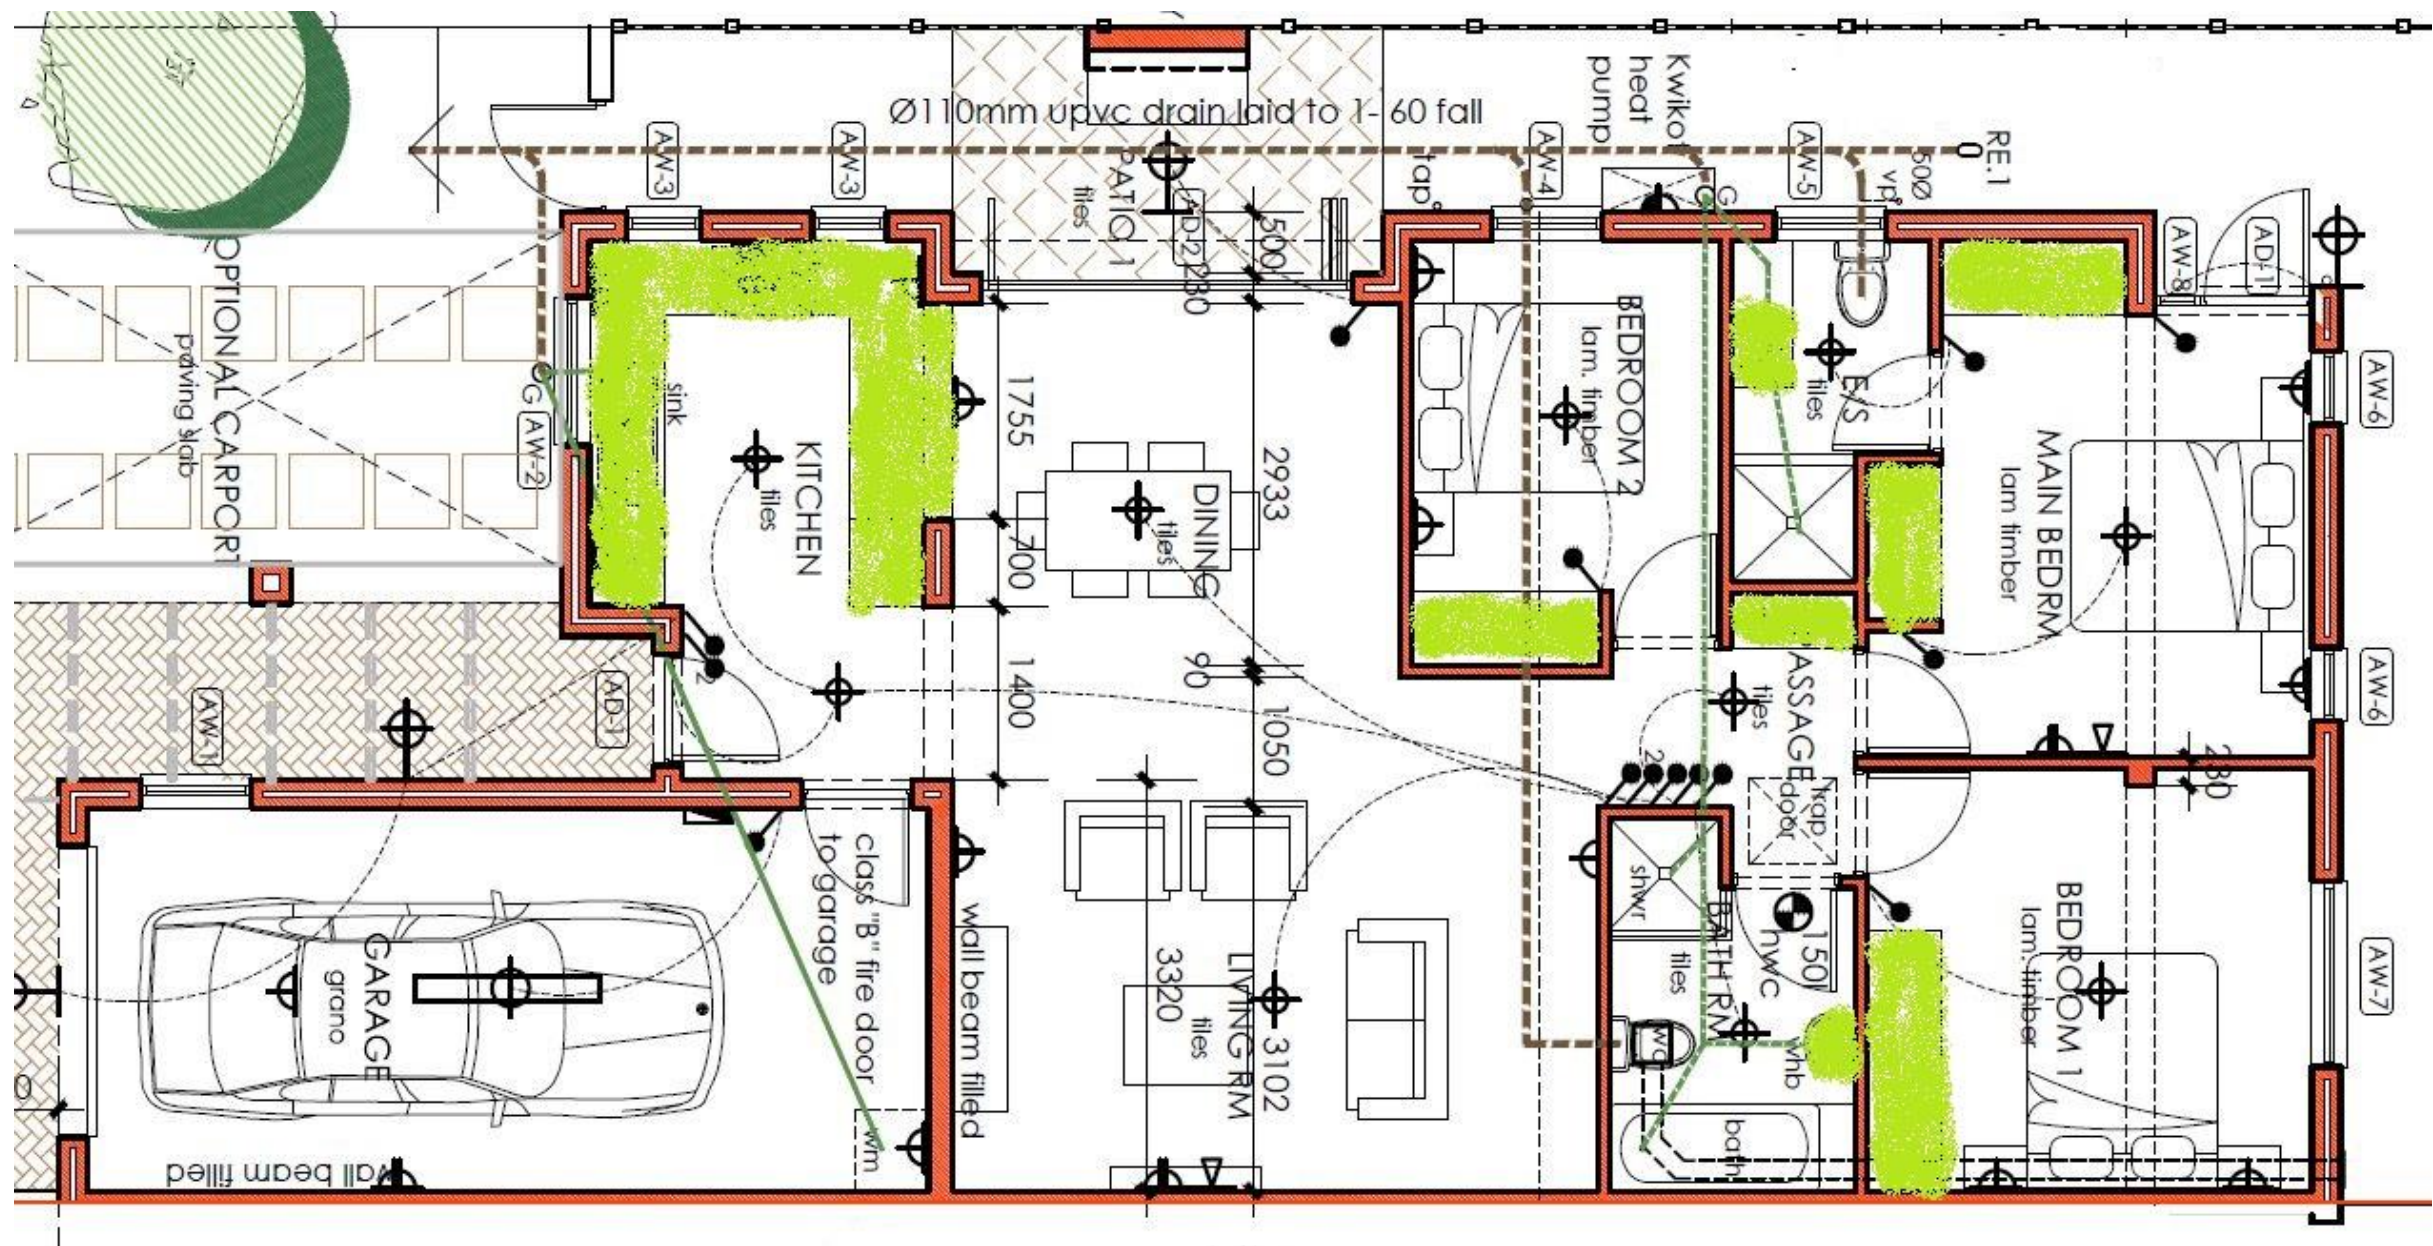 Ø110mm upvc drain laid to 1- 60 fall
Kwikot
heat
pump
RE.1
AW-3
AW-3
AW-4
AW-5
50Ø
vp
tap
PATIO 1
tiles
AD-2
500
230
AW-8
AD-1
OPTIONAL CARPORT
paving slab
G
AW-2
sink
KITCHEN
tiles
1755
700
1400
2933
90
1050
DINING
tiles
BEDROOM 2
lam. timber
G
E/S
tiles
MAIN BEDRM
lam timber
AW-6
AW-6
AW-1
AD-1
2
2
PASSAGE
tiles
trap
door
230
class "B" fire door
to garage
GARAGE
grano
wm
wall beam filled
wall beam filled
LIVING RM
tiles
3320
3102
shwr
BATH RM
tiles
150l
hwc
wc
whb
bath
BEDROOM 1
lam. timber
AW-7